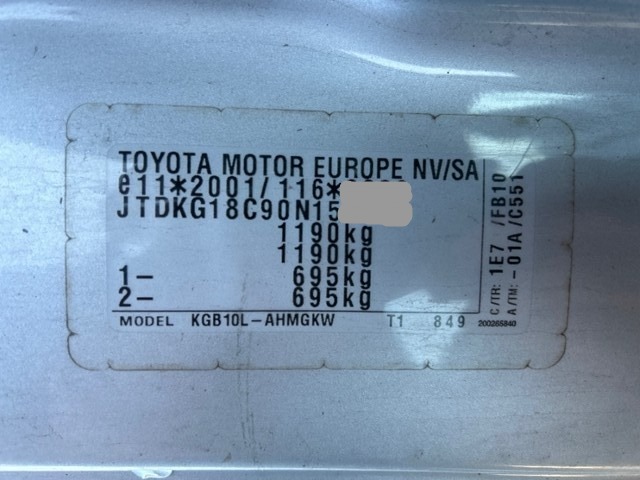 TOYOTA MOTOR EUROPE NV/SA
e11*2001/116*
JTDKG18C90N15
1190kg
1190kg
1- 695kg
2- 695kg
MODEL KGB10L-AHMGKW T1 849 200265840
C/TR: 1E7 /FB10
A/TM: -01A /C551